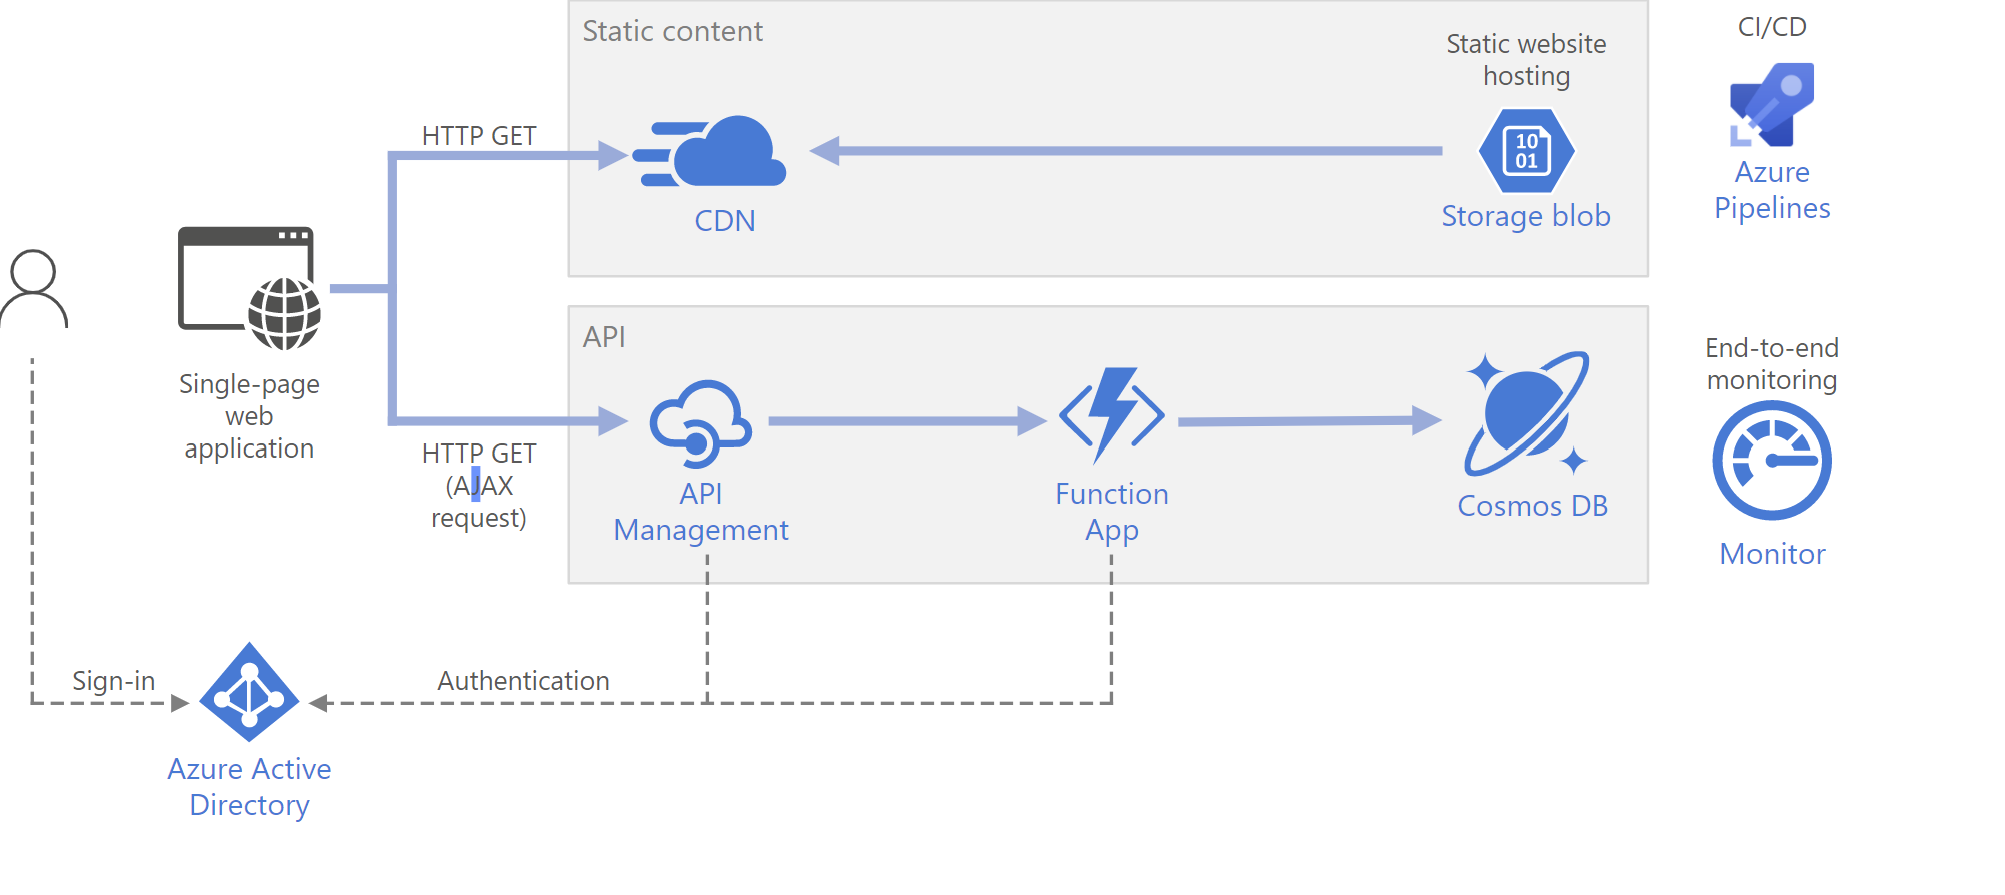 Static content
CI/CD
Static website
hosting
HTTP GET
10
01
CDN
Storage blob
Azure
Pipelines
API
Single-page
web
application
HTTP GET
(AJAX
request)
API
Management
Function
App
Cosmos DB
End-to-end
monitoring
Monitor
Sign-in
Authentication
Azure Active
Directory